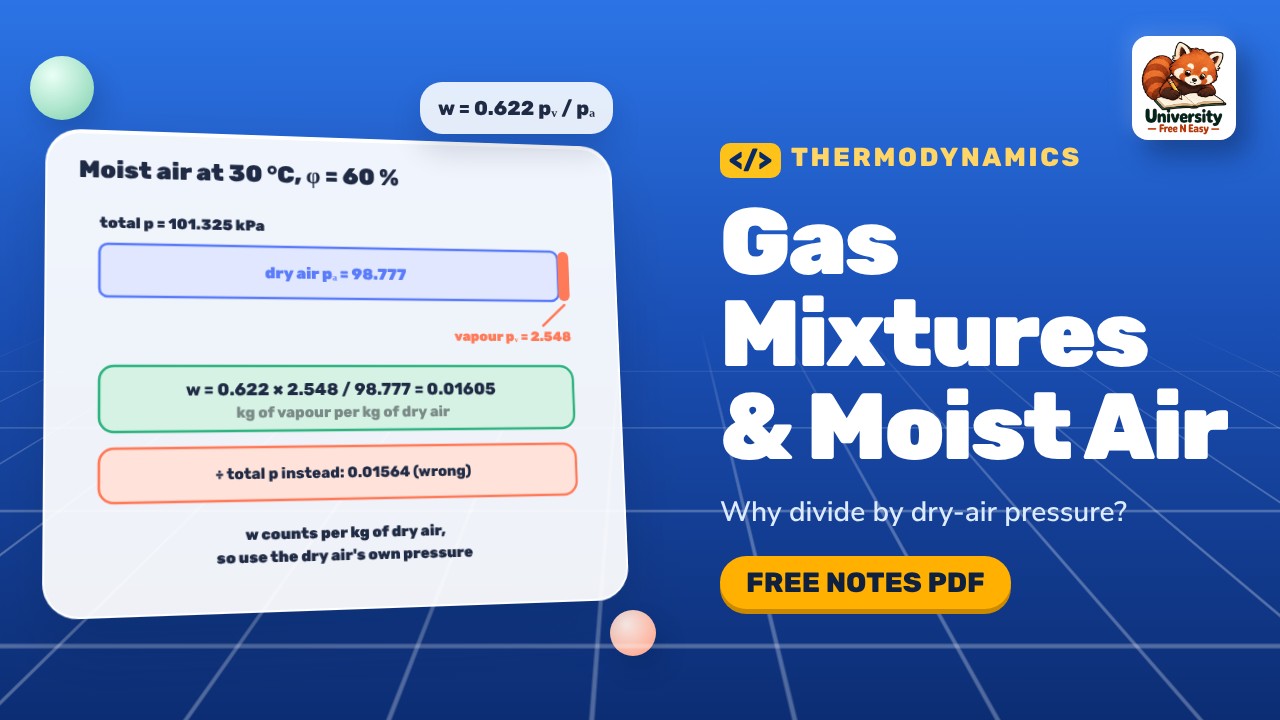 w = 0.622 pᵥ / pₐ
Moist air at 30 °C, φ = 60 %
total p = 101.325 kPa
dry air pₐ = 98.777
vapour pᵥ = 2.548
w = 0.622 × 2.548 / 98.777 = 0.01605
kg of vapour per kg of dry air
÷ total p instead: 0.01564 (wrong)
w counts per kg of dry air,
so use the dry air's own pressure
University
Free N Easy
</> THERMODYNAMICS
Gas
Mixtures
& Moist Air
Why divide by dry-air pressure?
FREE NOTES PDF